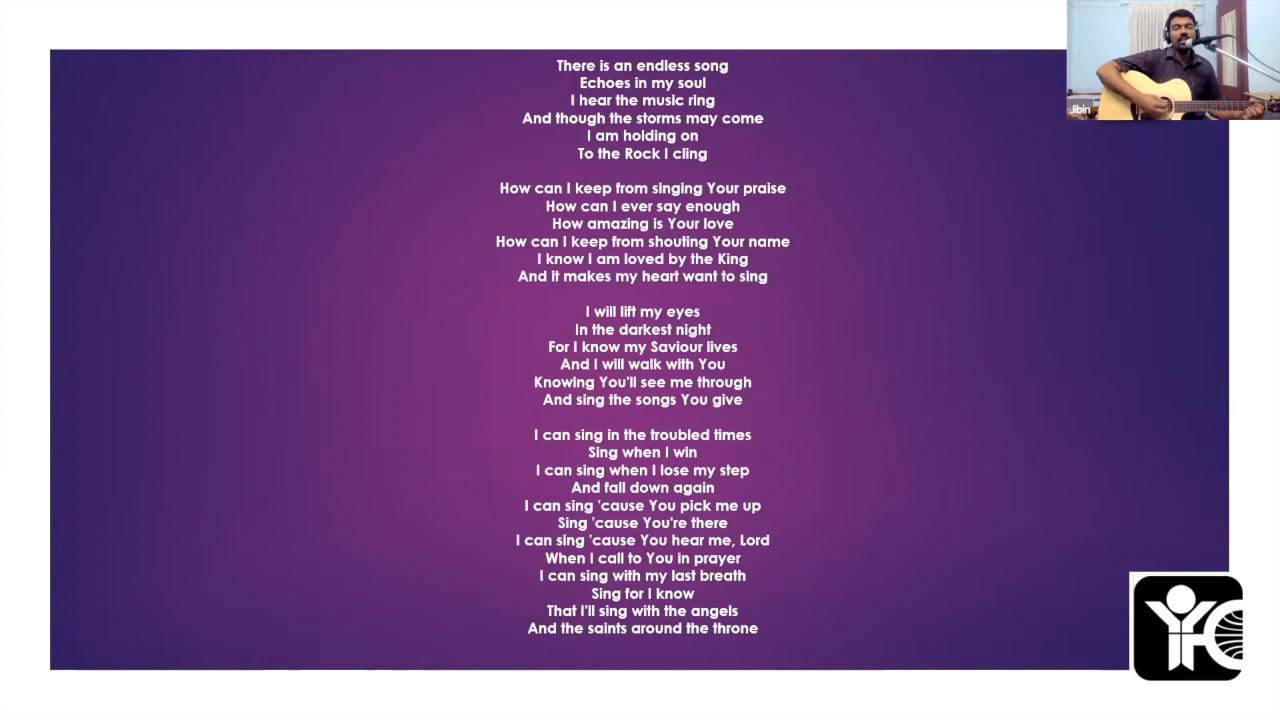 There is an endless song
Echoes in my soul
I hear the music ring
And though the storms may come
I am holding on
To the Rock I cling
How can I keep from singing Your praise
How can I ever say enough
How amazing is Your love
How can I keep from shouting Your name
I know I am loved by the King
And it makes my heart want to sing
I will lift my eyes
In the darkest night
For I know my Saviour lives
And I will walk with You
Knowing You'll see me through
And sing the songs You give
I can sing in the troubled times
Sing when I win
I can sing when I lose my step
And fall down again
I can sing 'cause You pick me up
Sing 'cause You're there
I can sing 'cause You hear me, Lord
When I call to You in prayer
I can sing with my last breath
Sing for I know
That I'll sing with the angels
And the saints around the throne
Jibin
YFC